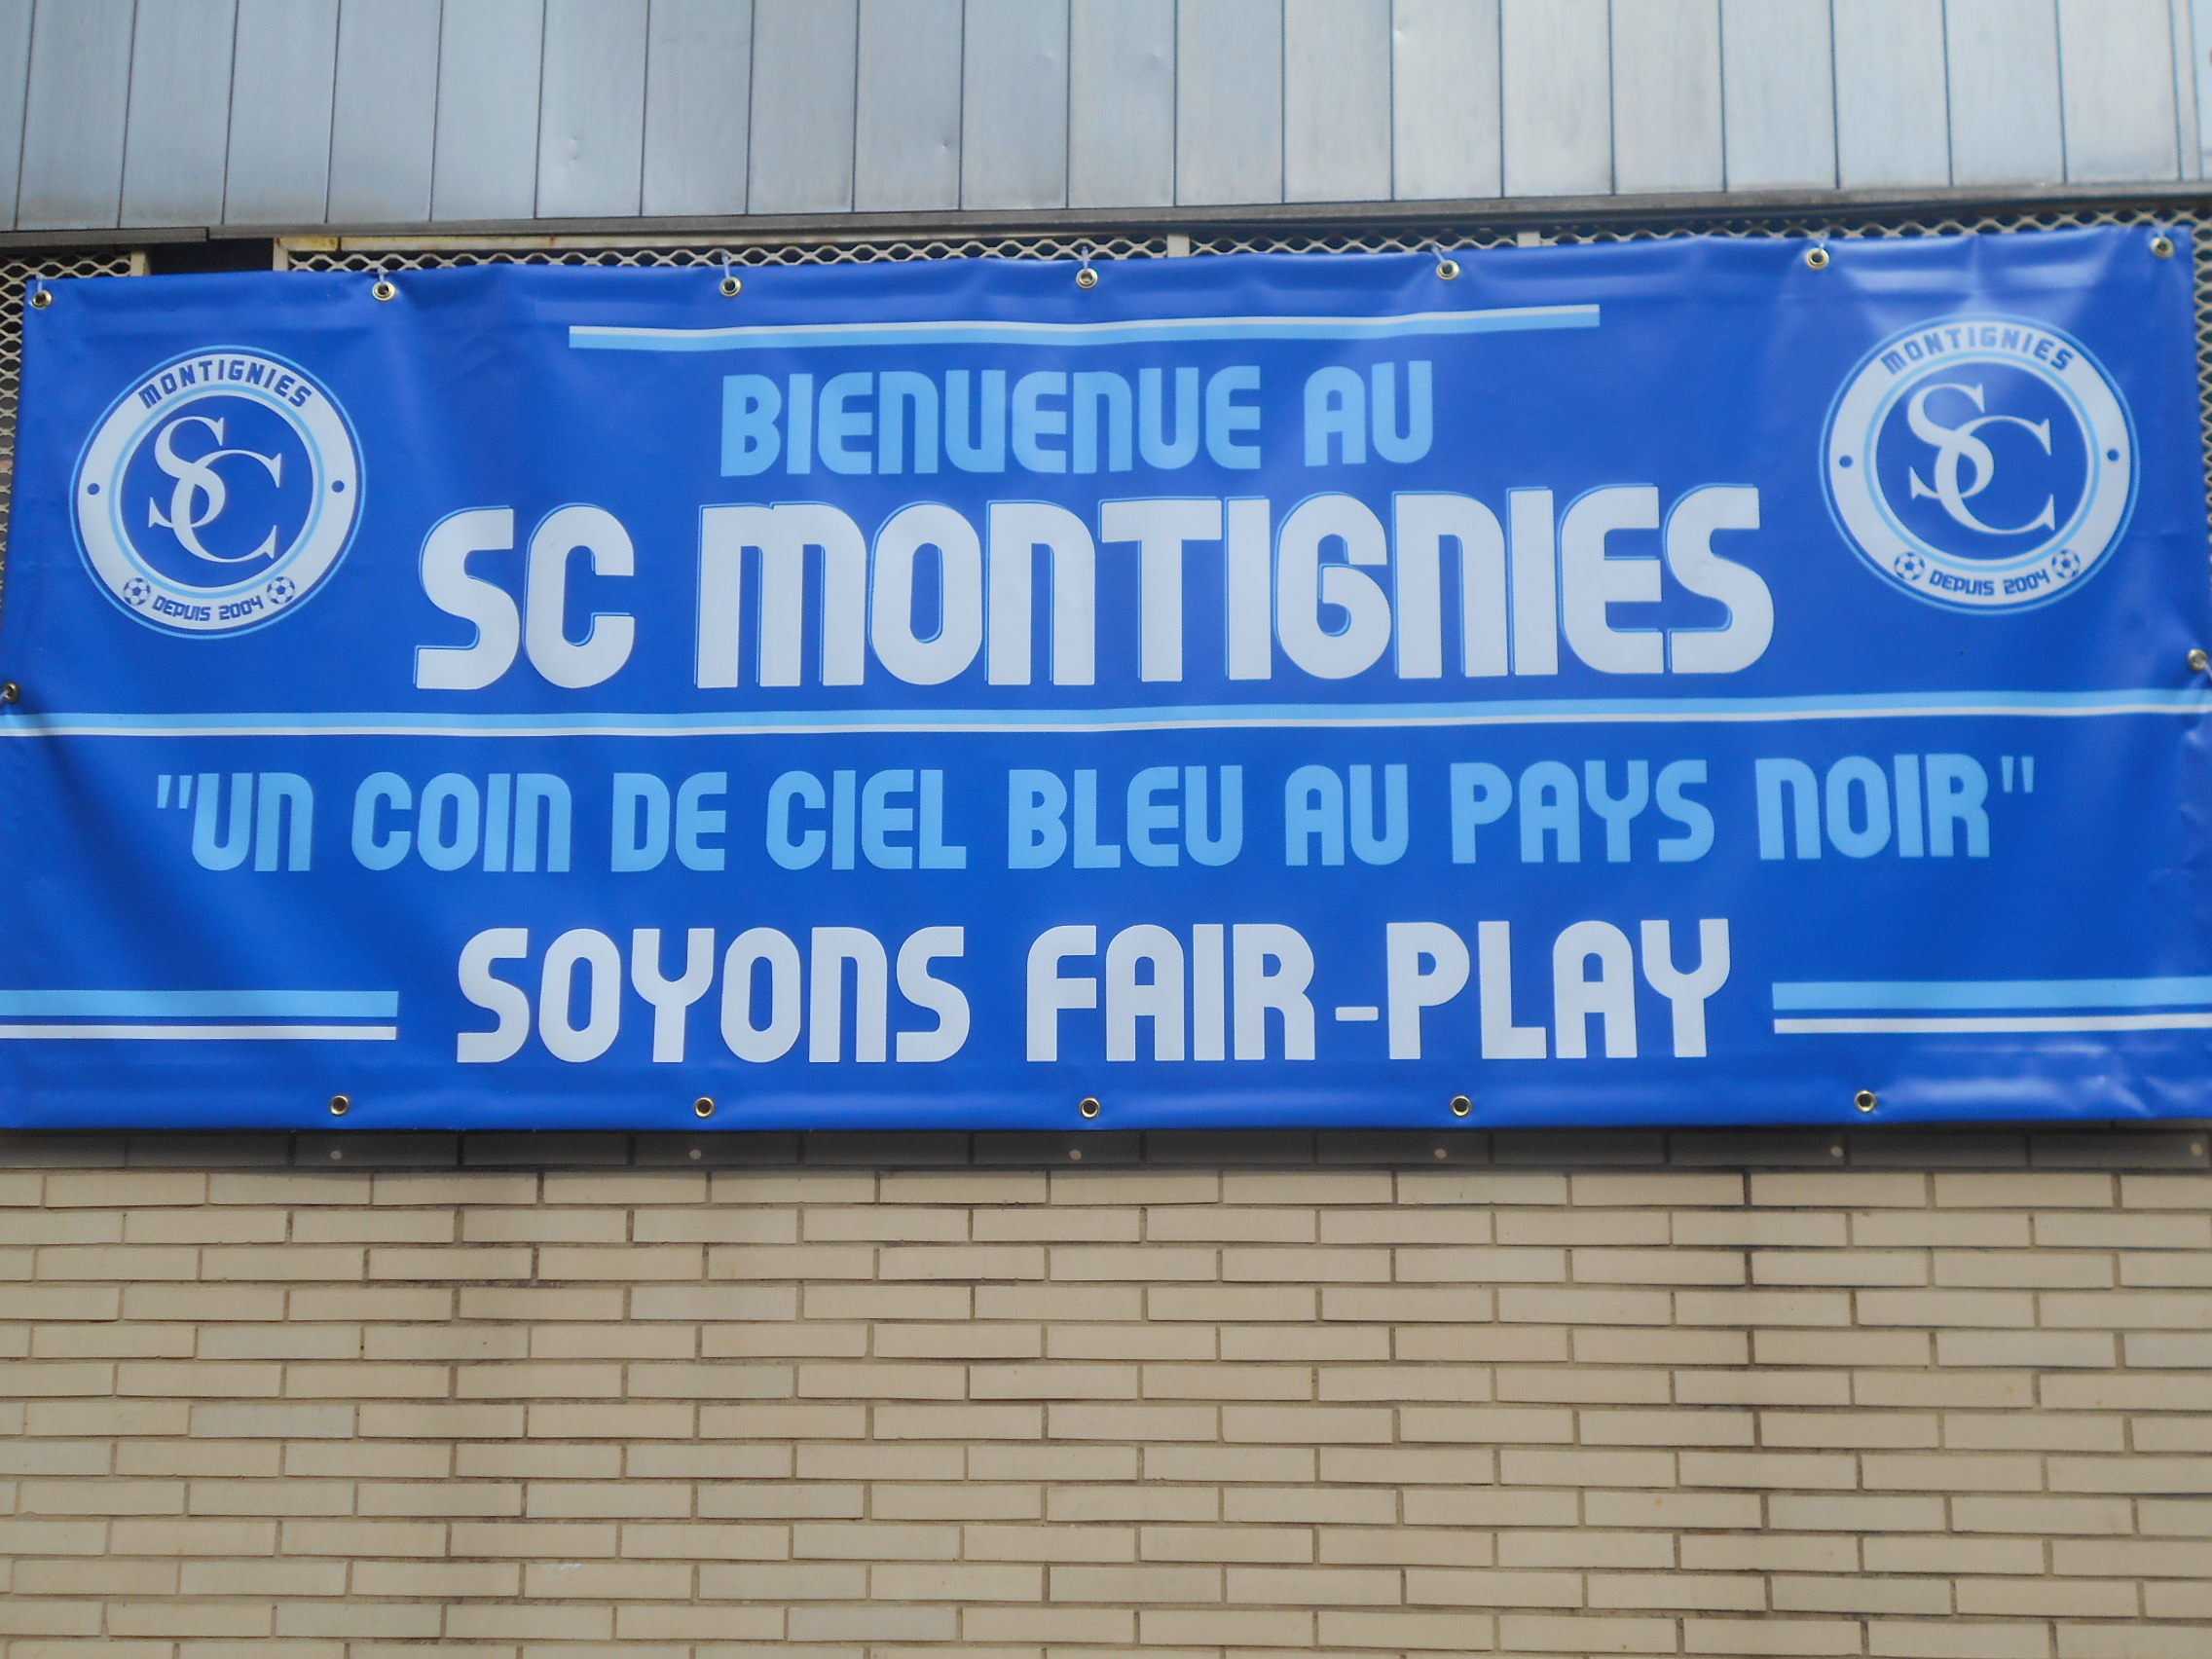 MONTIGNIES
SC
DEPUIS 2004
BIENVENUE AU
SC MONTIGNIES
"UN COIN DE CIEL BLEU AU PAYS NOIR"
SOYONS FAIR-PLAY
MONTIGNIES
SC
DEPUIS 2004